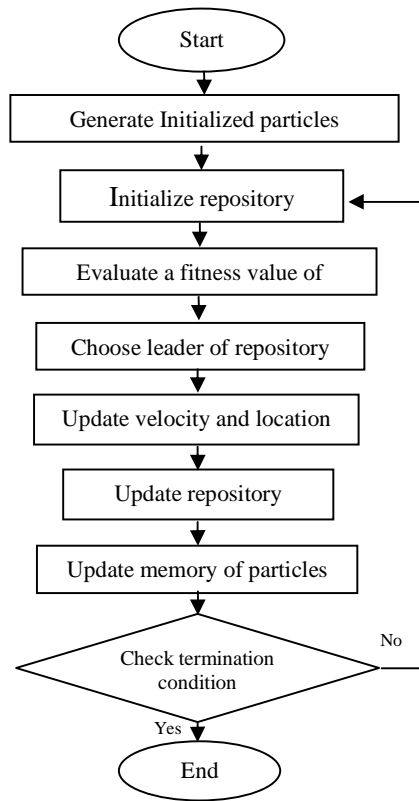 Start
Generate Initialized particles
Initialize repository
Evaluate a fitness value of
Choose leader of repository
Update velocity and location
Update repository
Update memory of particles
Check termination
condition
No
Yes
End